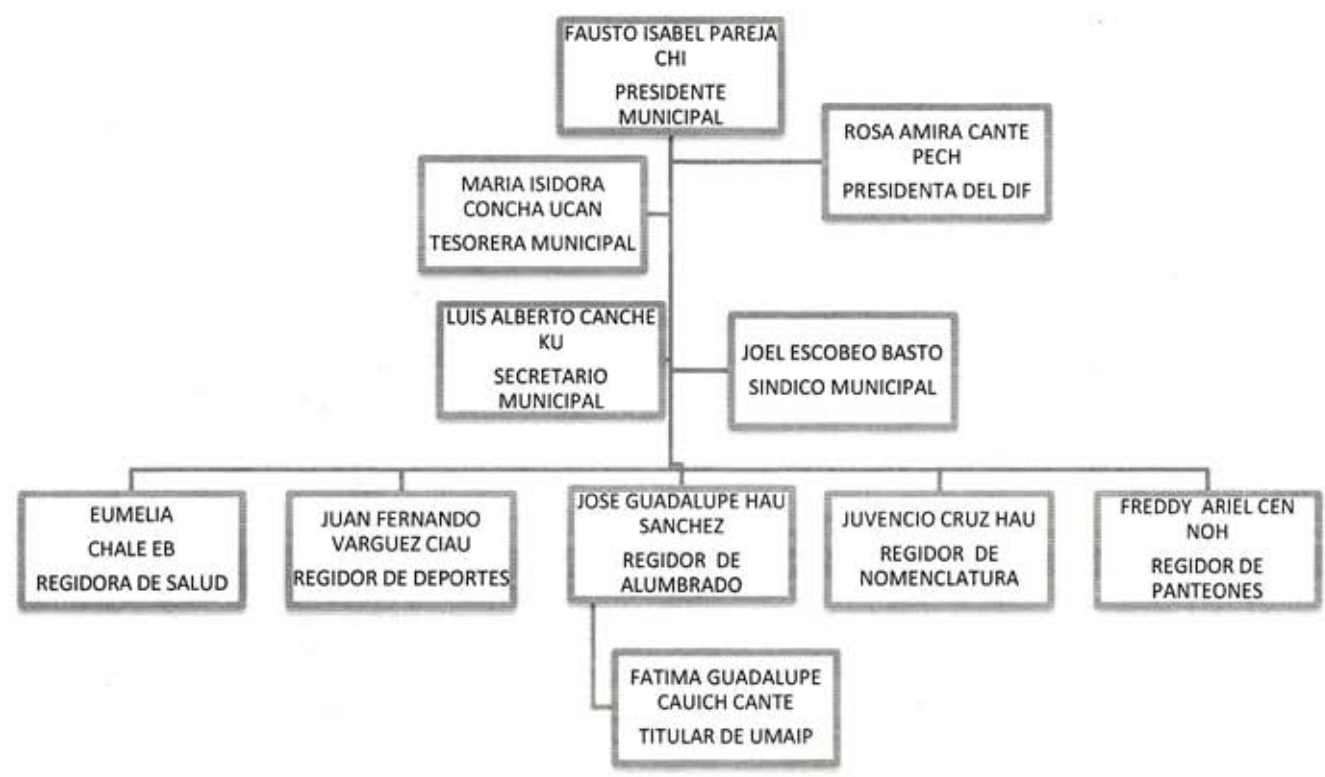 FAUSTO ISABEL PAREJA
CHI
PRESIDENTE
MUNICIPAL
ROSA AMIRA CANTE
PECH
PRESIDENTA DEL DIF
MARIA ISIDORA
CONCHA UCAN
TESORERA MUNICIPAL
LUIS ALBERTO CANCHE
KU
SECRETARIO
MUNICIPAL
JOEL ESCOBEO BASTO
SINDICO MUNICIPAL
EUMELIA
CHALE EB
REGIDORA DE SALUD
JUAN FERNANDO
VARGUEZ CIAU
REGIDOR DE DEPORTES
JOSE GUADALUPE HAU
SANCHEZ
REGIDOR DE
ALUMBRADO
JUVENCIO CRUZ HAU
REGIDOR DE
NOMENCLATURA
FREDDY ARIEL CEN
NOH
REGIDOR DE
PANTEONES
FATIMA GUADALUPE
CAUICH CANTE
TITULAR DE UMAIP